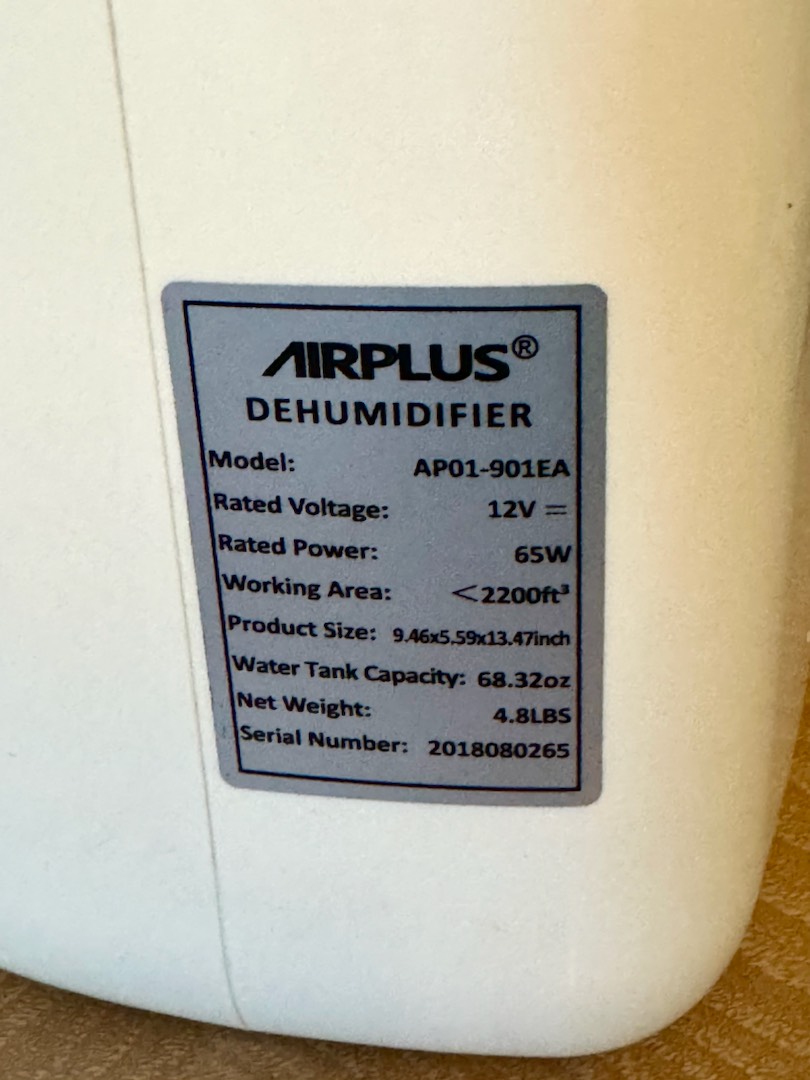 AIRPLUS®
DEHUMIDIFIER
Model: AP01-901EA
Rated Voltage: 12V ⎓
Rated Power: 65W
Working Area: <2200ft³
Product Size: 9.46x5.59x13.47inch
Water Tank Capacity: 68.32oz
Net Weight: 4.8LBS
Serial Number: 2018080265